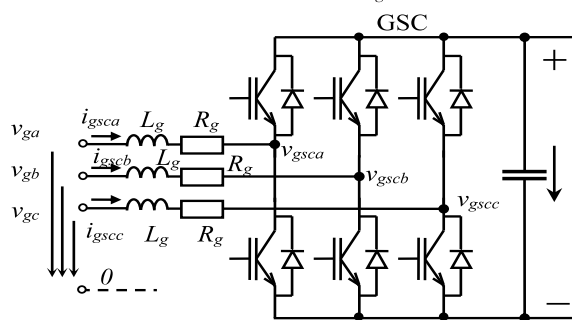 GSC
+
i_gsca L_g R_g
v_ga
v_gsca
i_gscb L_g R_g
v_gb
v_gscb
v_gc
v_gscc
i_gscc L_g R_g
0
−